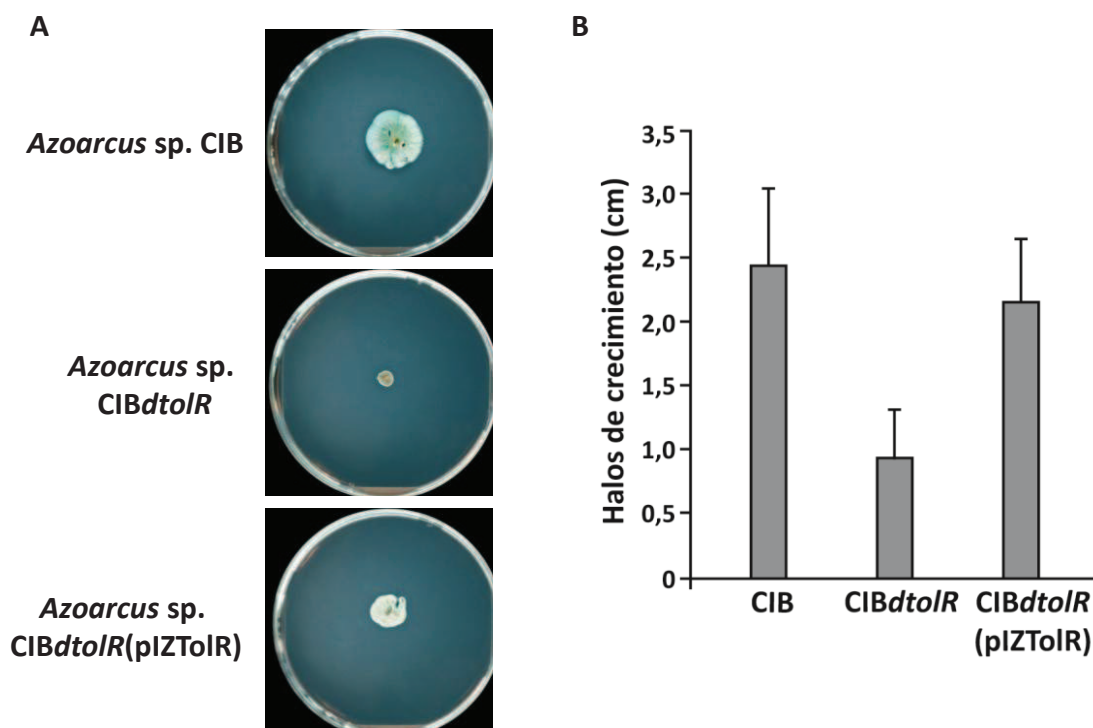 A
Azoarcus sp. CIB
Azoarcus sp.
CIBdtolR
Azoarcus sp.
CIBdtolR(pIZTolR)
B
Halos de crecimiento (cm)
3,5
3,0
2,5
2,0
1,5
1,0
0,5
0
CIB
CIBdtolR
CIBdtolR
(pIZTolR)